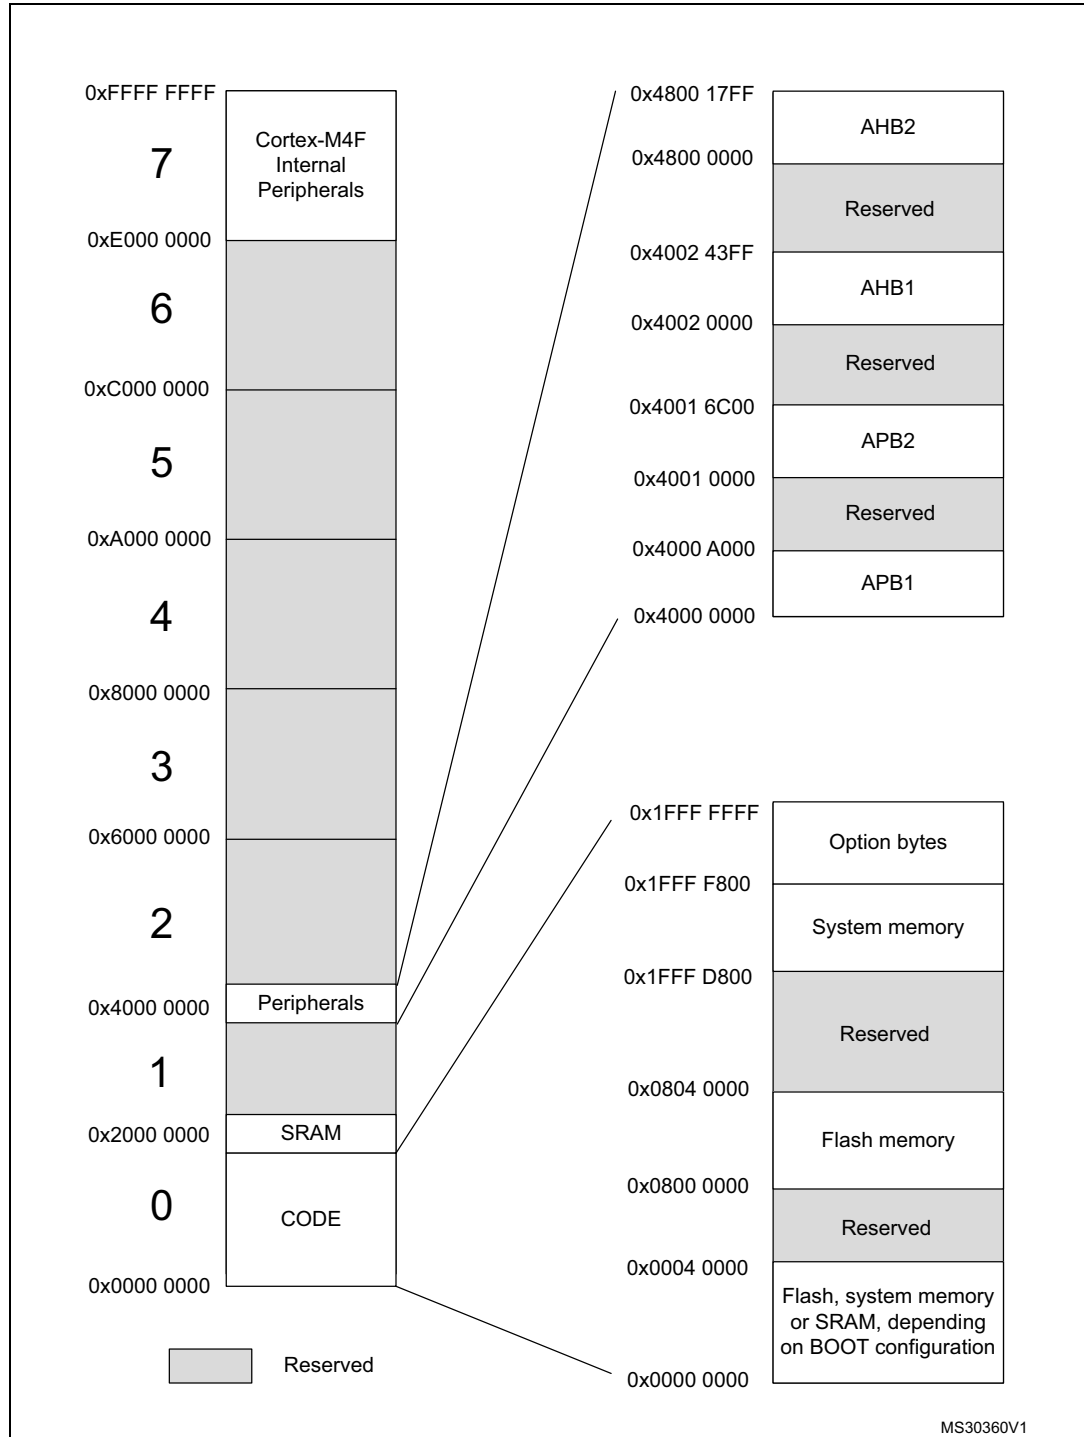 0xFFFF FFFF
7
Cortex-M4F
Internal
Peripherals
0xE000 0000
6
0xC000 0000
5
0xA000 0000
4
0x8000 0000
3
0x6000 0000
2
0x4000 0000
Peripherals
1
0x2000 0000
SRAM
0
CODE
0x0000 0000
Reserved
0x4800 17FF
AHB2
0x4800 0000
Reserved
0x4002 43FF
AHB1
0x4002 0000
Reserved
0x4001 6C00
APB2
0x4001 0000
Reserved
0x4000 A000
APB1
0x4000 0000
0x1FFF FFFF
Option bytes
0x1FFF F800
System memory
0x1FFF D800
Reserved
0x0804 0000
Flash memory
0x0800 0000
Reserved
0x0004 0000
Flash, system memory
or SRAM, depending
on BOOT configuration
0x0000 0000
MS30360V1